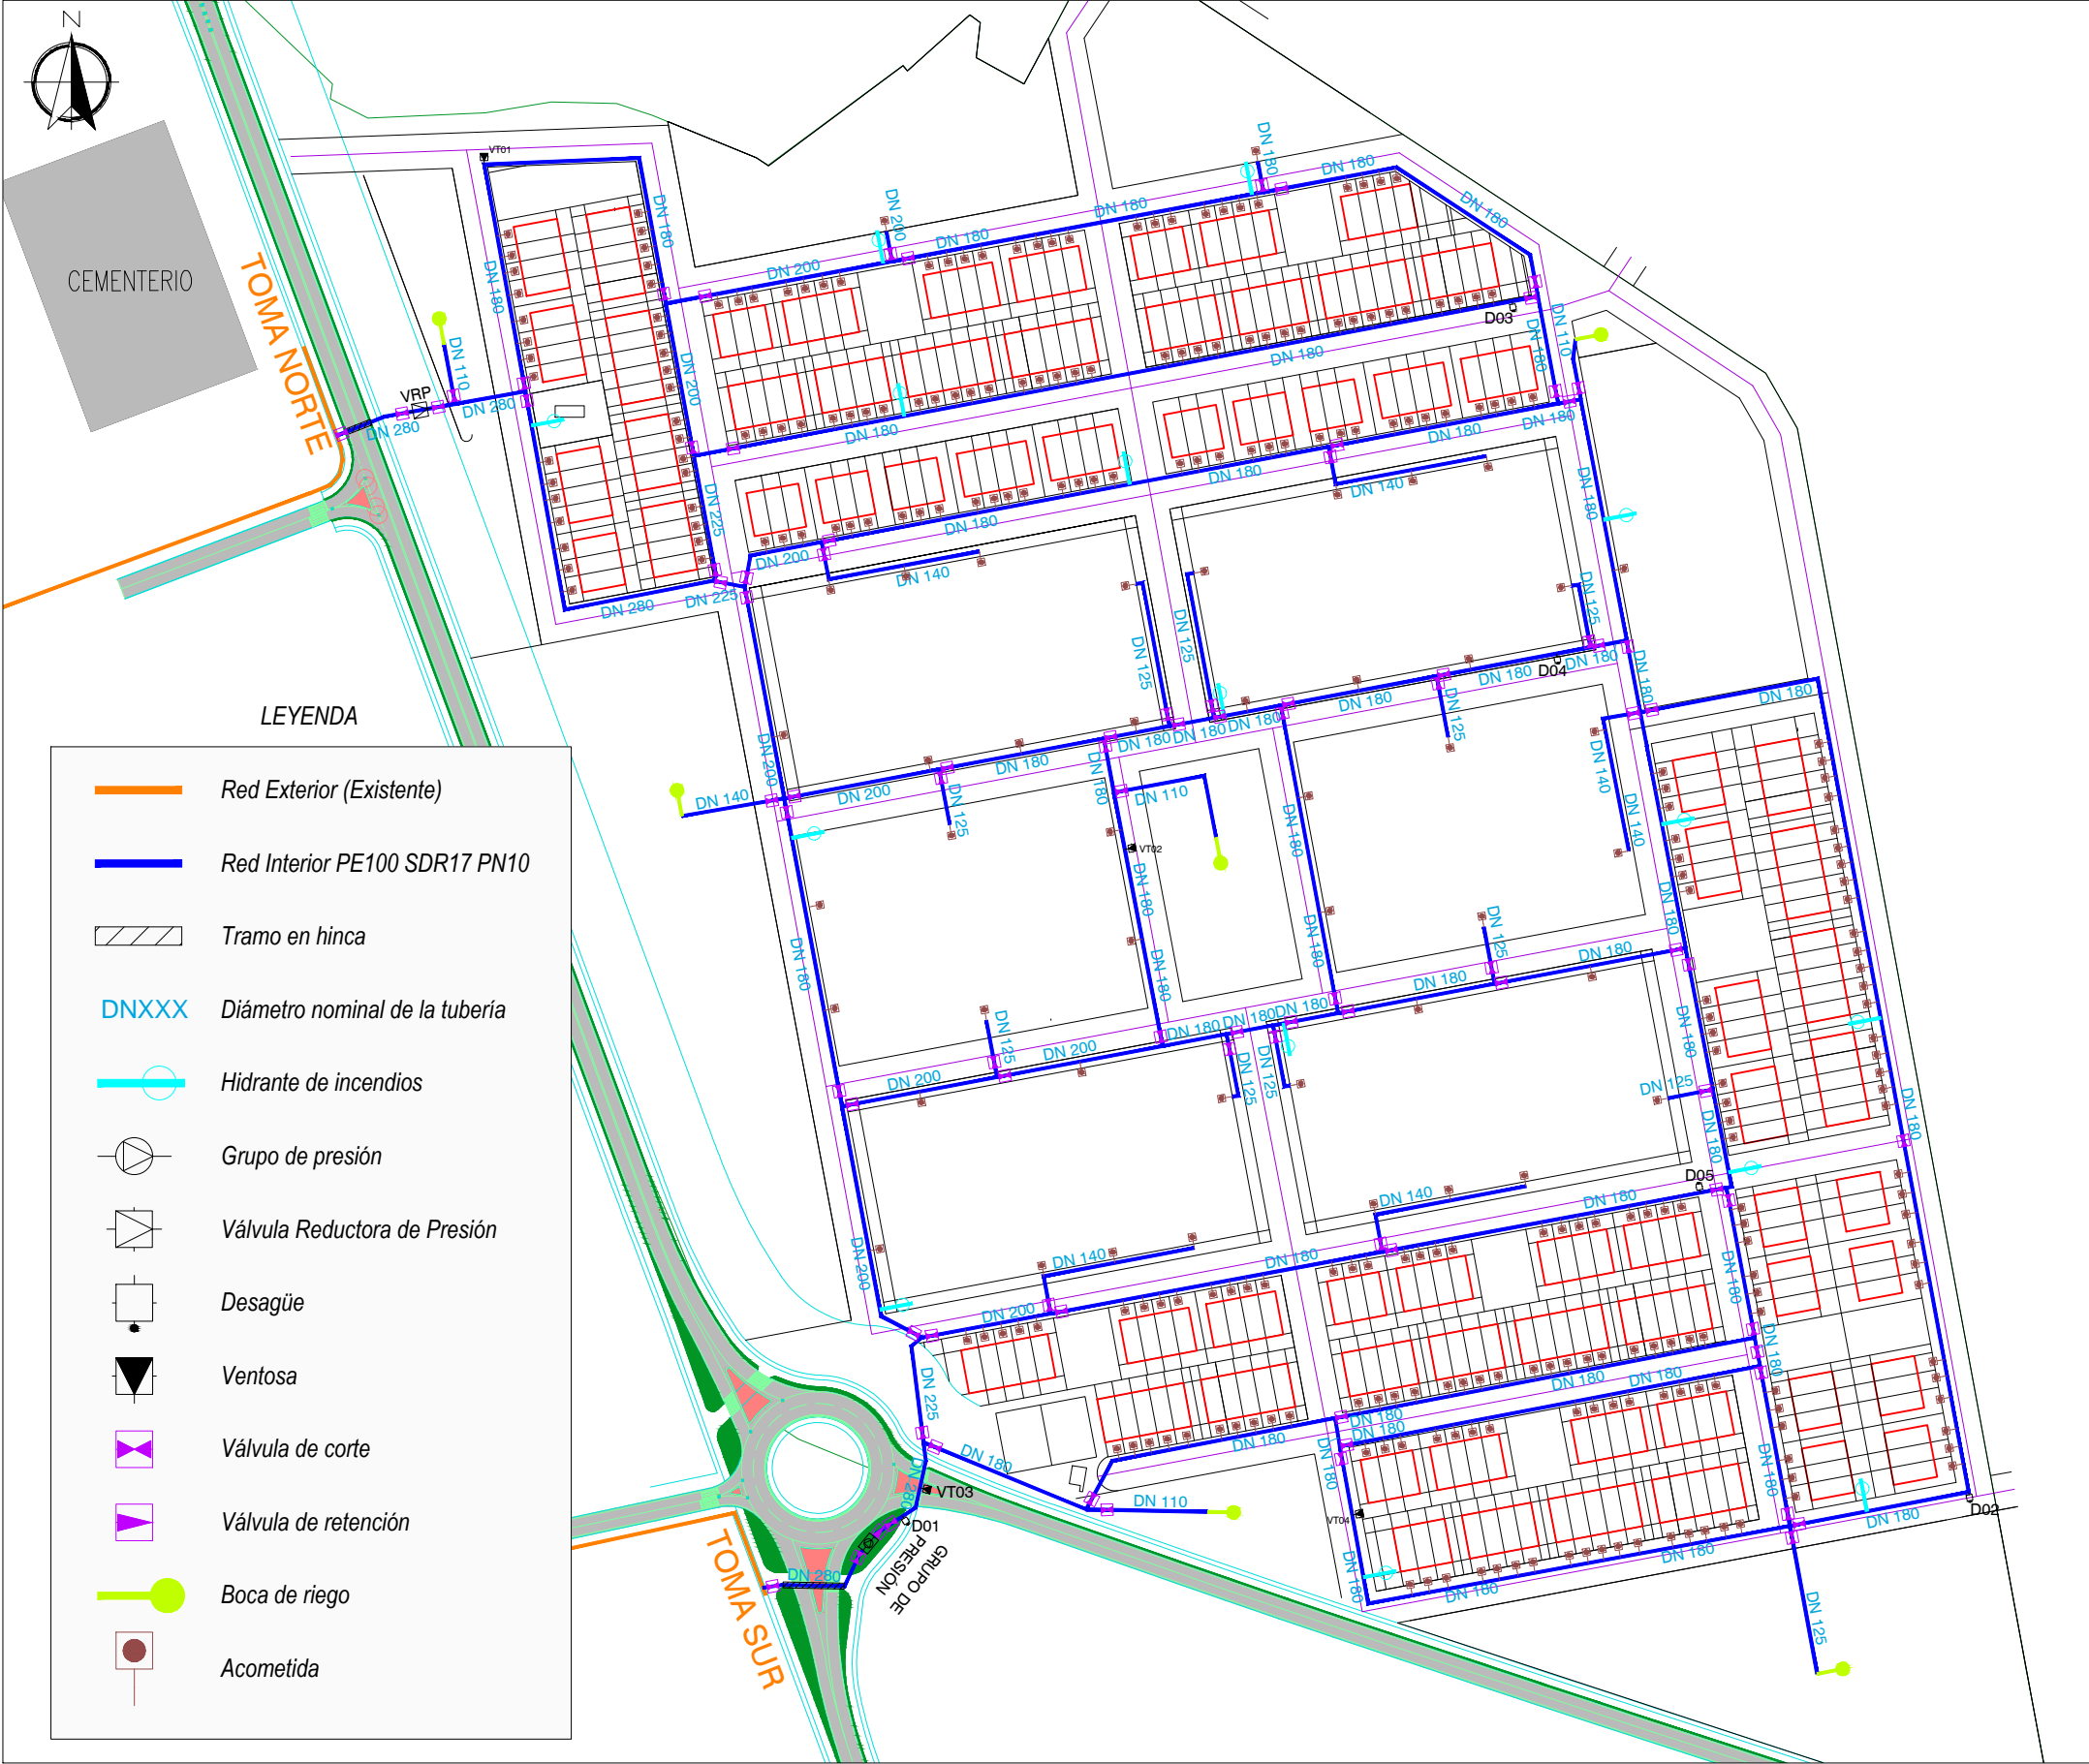 N
CEMENTERIO
TOMA NORTE
VT01
DN 180
DN 180
DN 110
VRP
DN 280
DN 280
DN 200
DN 180
DN 200
DN 180
DN 180
DN 180
DN 180
DN 180
DN 200
DN 225
DN 180
DN 180
D03
DN 180
DN 110
DN 180
DN 180
DN 180
DN 140
DN 180
DN 200
DN 140
DN 280
DN 225
DN 180
DN 125
DN 125
DN 125
DN 180
D04
DN 180
DN 180
DN 180
DN 180
DN 125
DN 180
DN 180
DN 180
DN 180
DN 200
DN 200
DN 140
DN 125
DN 180
DN 110
VT02
DN 180
DN 140
DN 140
DN 180
DN 180
DN 180
DN 180
DN 180
DN 125
DN 180
DN 180
DN 180
DN 180
DN 180
DN 125
DN 200
DN 200
DN 125
DN 125
DN 180
DN 125
DN 180
DN 180
D05
DN 180
DN 140
DN 180
DN 140
DN 200
DN 200
DN 180
DN 180
DN 180
DN 180
DN 180
DN 180
DN 180
DN 225
DN 180
DN 180
DN 180
DN 110
DN 280
VT03
D01
GRUPO DE
PRESIÓN
DN 280
TOMA SUR
VT04
DN 180
DN 180
DN 180
DN 180
D02
DN 125
LEYENDA
Red Exterior (Existente)
Red Interior PE100 SDR17 PN10
Tramo en hinca
DNXXX Diámetro nominal de la tubería
Hidrante de incendios
Grupo de presión
Válvula Reductora de Presión
Desagüe
Ventosa
Válvula de corte
Válvula de retención
Boca de riego
Acometida